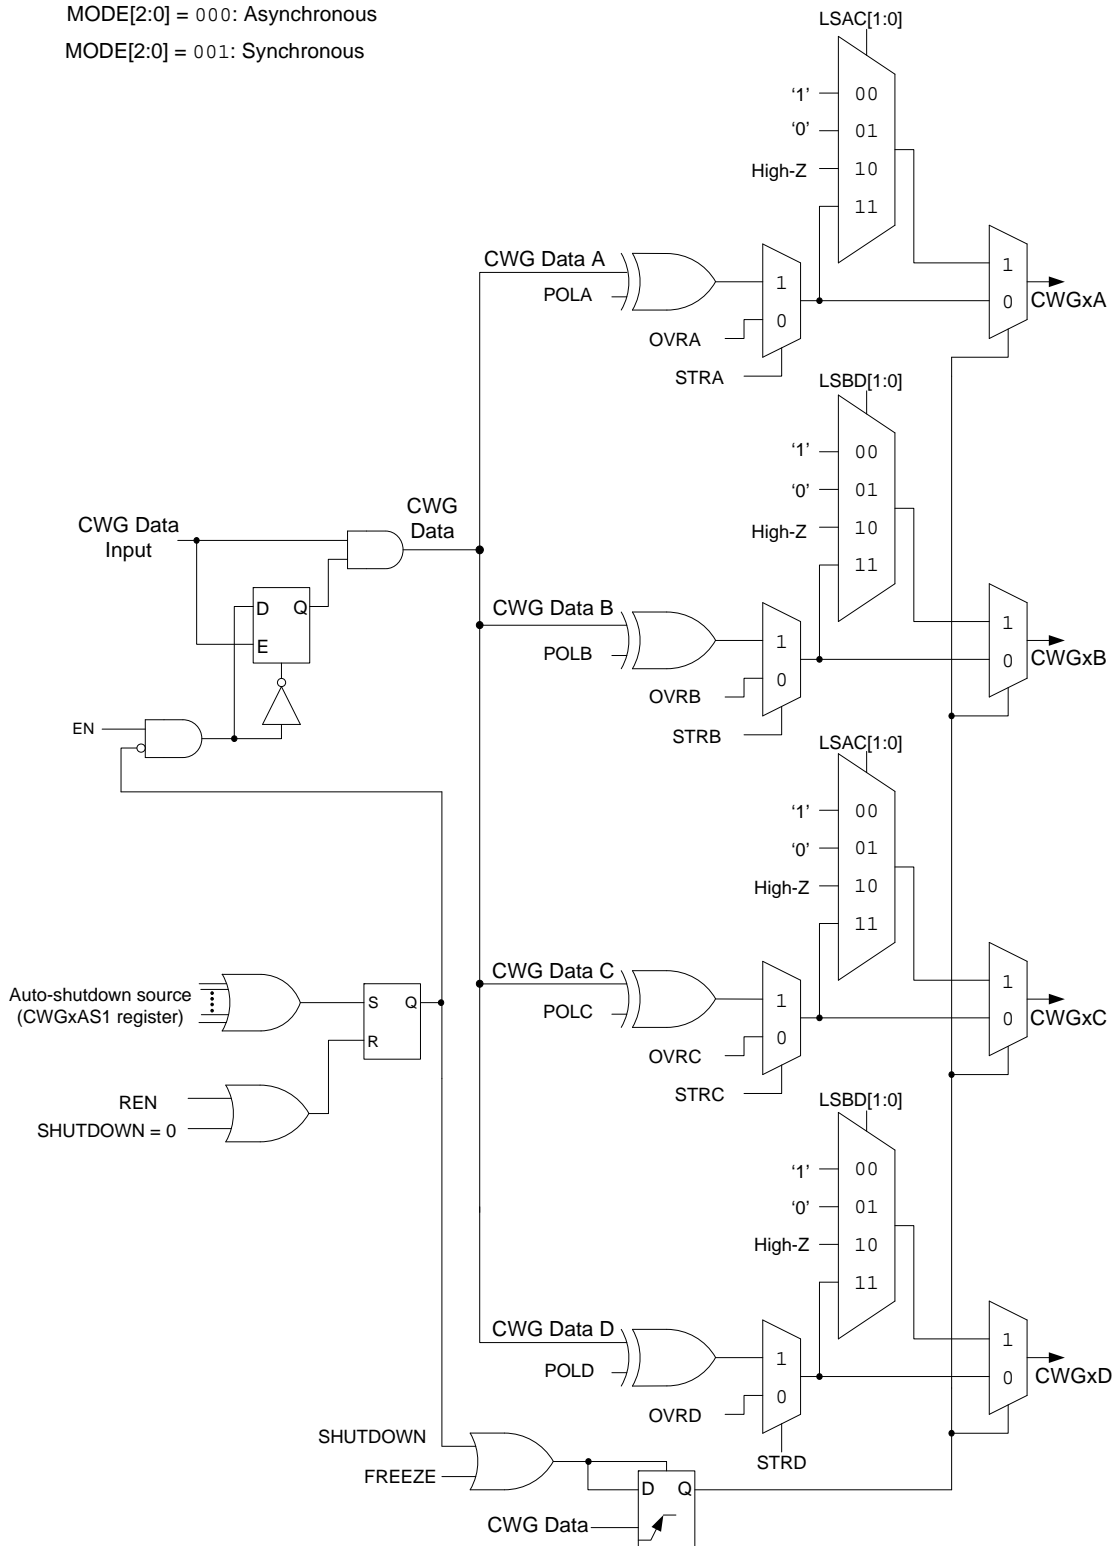 MODE[2:0] = 000: Asynchronous
MODE[2:0] = 001: Synchronous
LSAC[1:0]
‘1’
00
‘0’
01
High-Z
10
11
CWG Data A
POLA
1
0
OVRA
STRA
1
0
CWGxA
LSBD[1:0]
‘1’
00
‘0’
01
High-Z
10
11
CWG Data
Input
CWG
Data
D
Q
E
EN
CWG Data B
POLB
1
0
OVRB
STRB
1
0
CWGxB
LSAC[1:0]
‘1’
00
‘0’
01
High-Z
10
11
CWG Data C
POLC
1
0
OVRC
STRC
1
0
CWGxC
Auto-shutdown source
(CWGxAS1 register)
S
Q
R
REN
SHUTDOWN = 0
LSBD[1:0]
‘1’
00
‘0’
01
High-Z
10
11
CWG Data D
POLD
1
0
OVRD
STRD
1
0
CWGxD
SHUTDOWN
FREEZE
D
Q
CWG Data